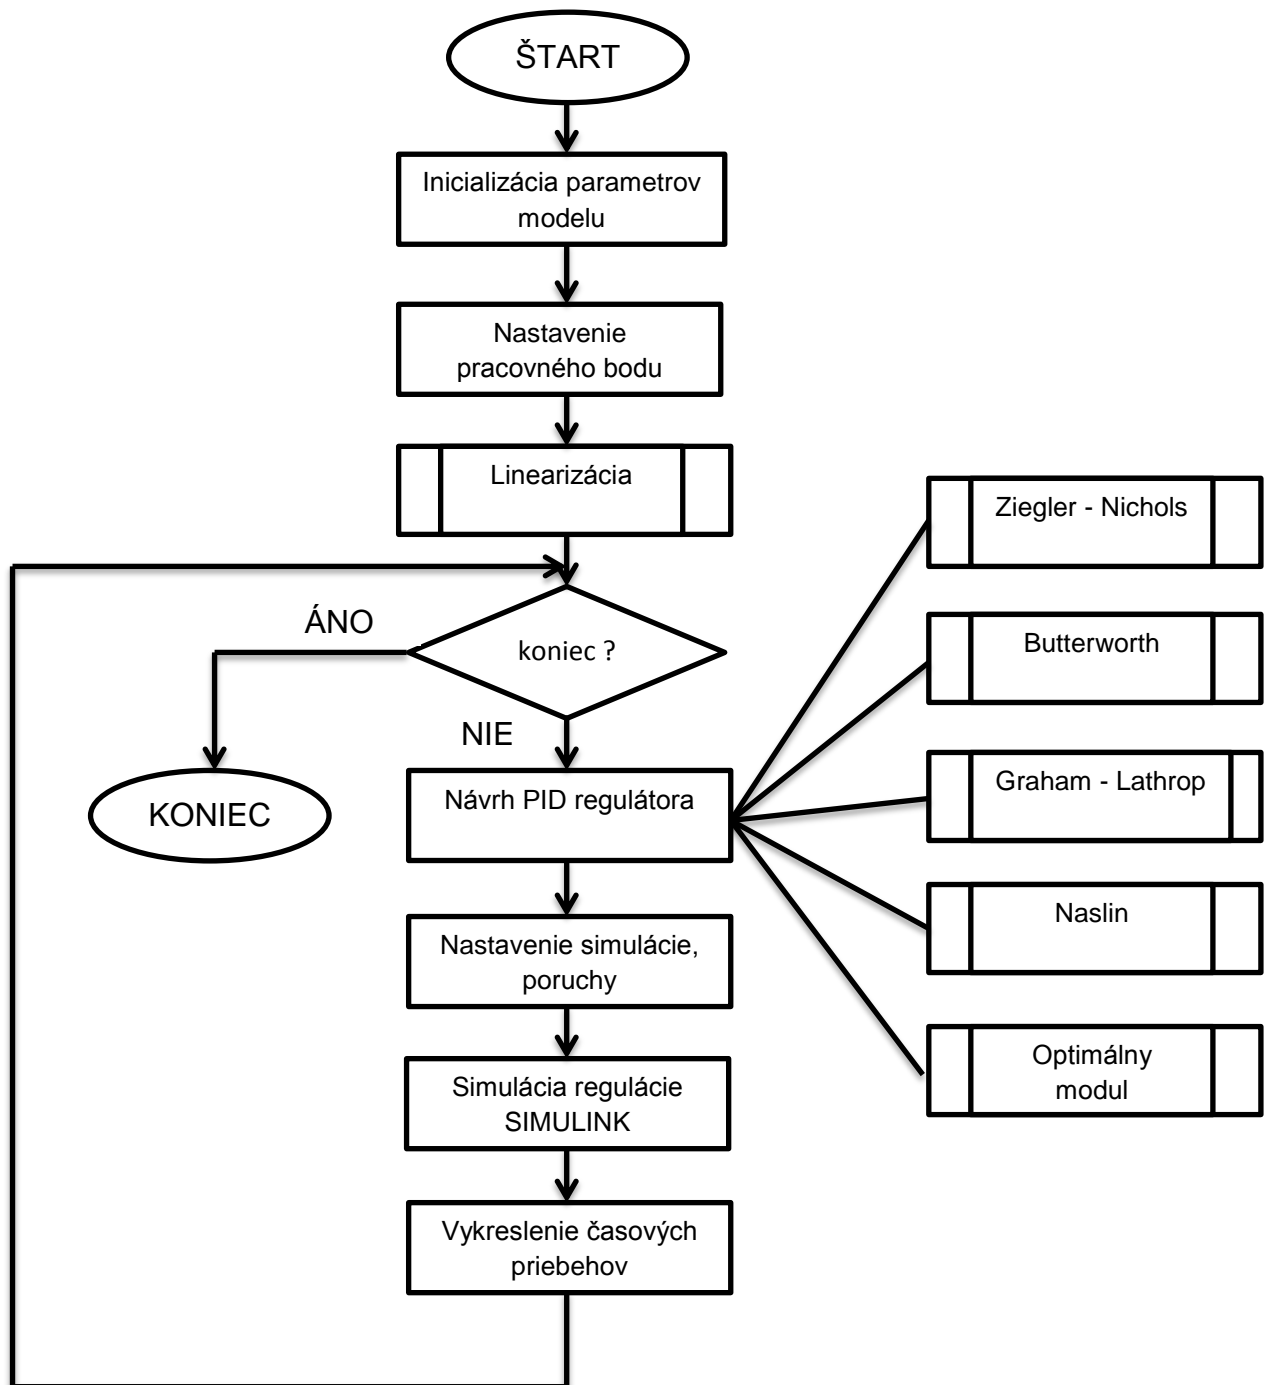 ŠTART
Inicializácia parametrov
modelu
Nastavenie
pracovného bodu
Linearizácia
koniec ?
ÁNO
NIE
KONIEC
Návrh PID regulátora
Ziegler - Nichols
Butterworth
Graham - Lathrop
Naslin
Optimálny
modul
Nastavenie simulácie,
poruchy
Simulácia regulácie
SIMULINK
Vykreslenie časových
priebehov